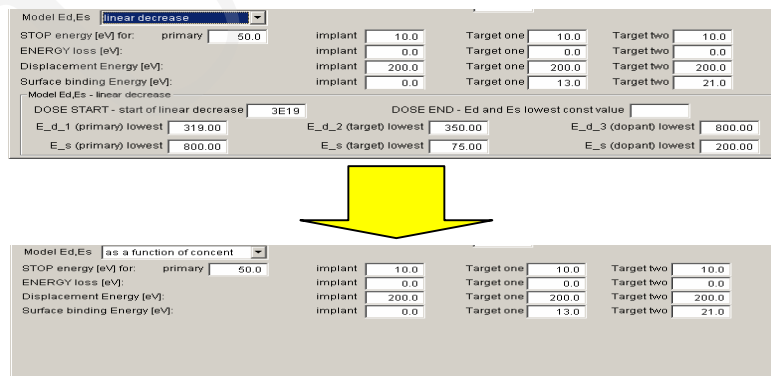 Model Ed,Es linear decrease
STOP energy [eV] for: primary 50.0 implant 10.0 Target one 10.0 Target two 10.0
ENERGY loss [eV]: implant 0.0 Target one 0.0 Target two 0.0
Displacement Energy [eV]: implant 200.0 Target one 200.0 Target two 200.0
Surface binding Energy [eV]: implant 0.0 Target one 13.0 Target two 21.0
Model Ed,Es - linear decrease
DOSE START - start of linear decrease 3E19 DOSE END - Ed and Es lowest const value
E_d_1 (primary) lowest 319.00 E_d_2 (target) lowest 350.00 E_d_3 (dopant) lowest 800.00
E_s (primary) lowest 800.00 E_s (target) lowest 75.00 E_s (dopant) lowest 200.00
Model Ed,Es as a function of concent
STOP energy [eV] for: primary 50.0 implant 10.0 Target one 10.0 Target two 10.0
ENERGY loss [eV]: implant 0.0 Target one 0.0 Target two 0.0
Displacement Energy [eV]: implant 200.0 Target one 200.0 Target two 200.0
Surface binding Energy [eV]: implant 0.0 Target one 13.0 Target two 21.0